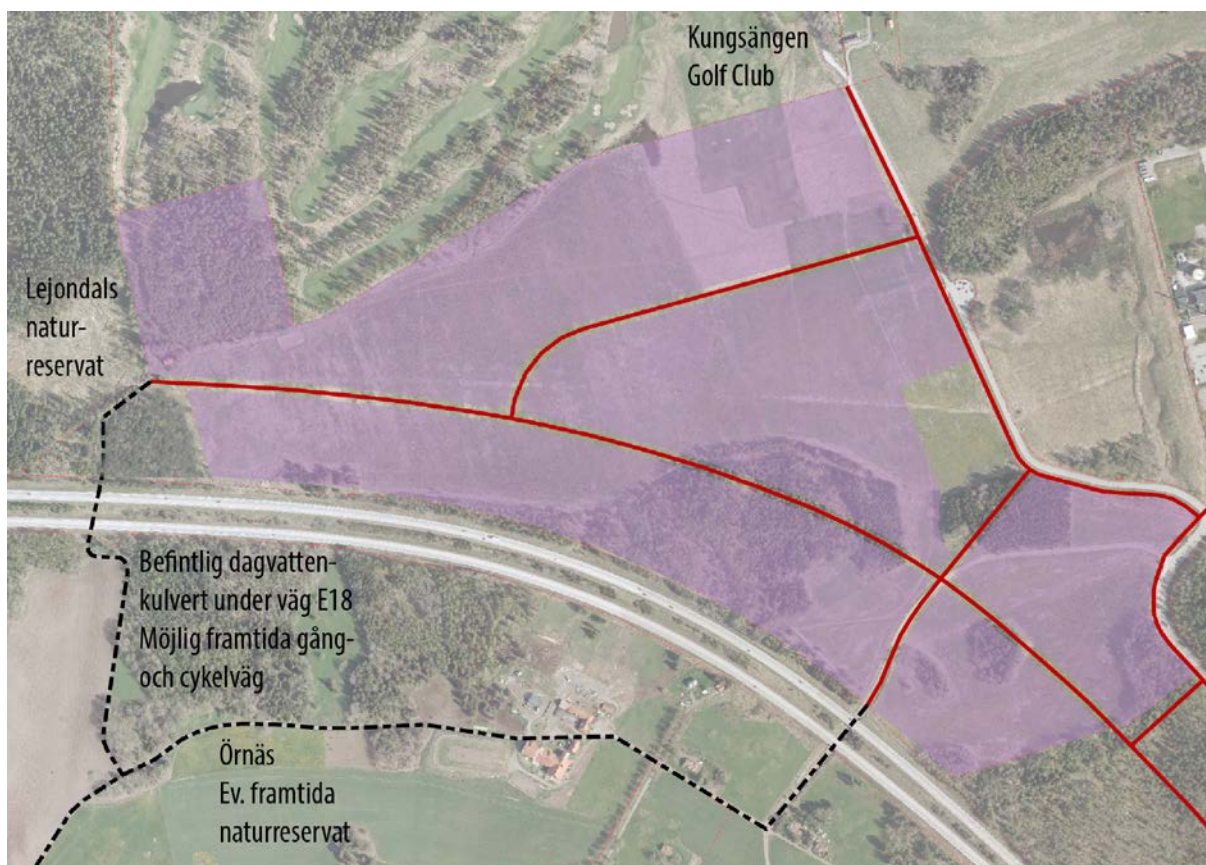 Kungsängen
Golf Club
Lejondals
natur-
reservat
Befintlig dagvatten-
kulvert under väg E18
Möjlig framtida gång-
och cykelväg
Örnäs
Ev. framtida
naturreservat